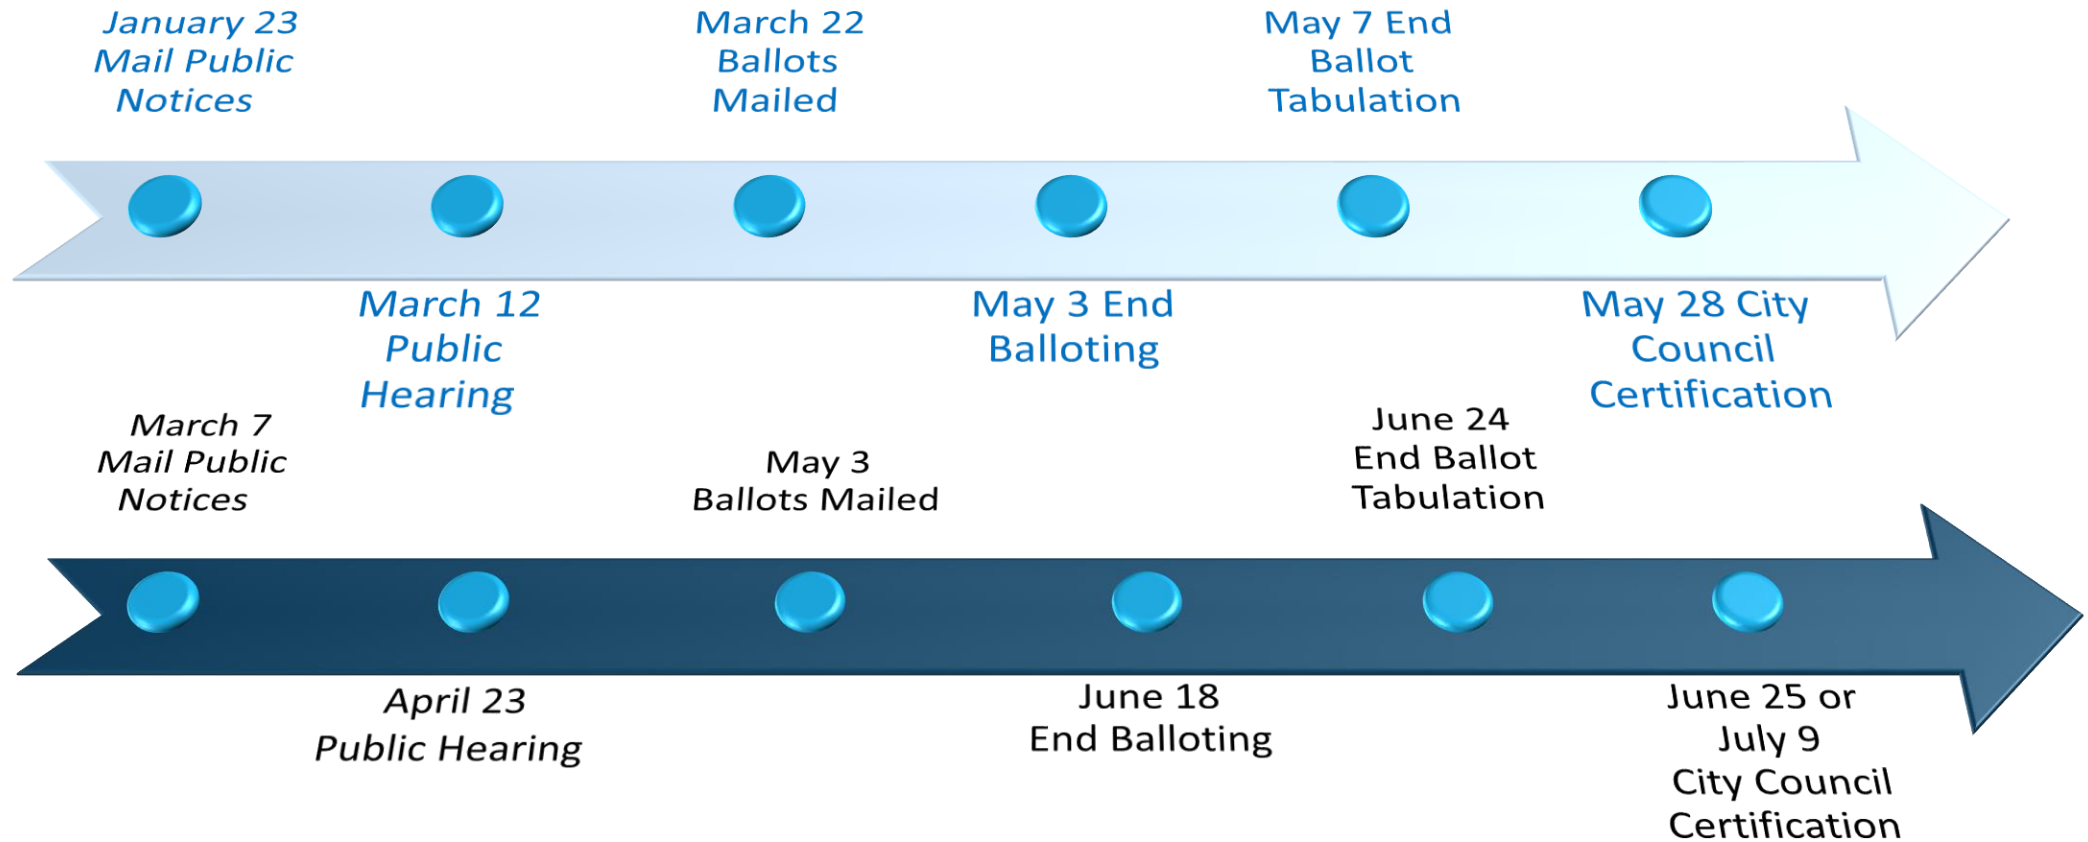 January 23
Mail Public
Notices
March 22
Ballots
Mailed
May 7 End
Ballot
Tabulation
March 12
Public
Hearing
May 3 End
Balloting
May 28 City
Council
Certification
March 7
Mail Public
Notices
May 3
Ballots Mailed
June 24
End Ballot
Tabulation
April 23
Public Hearing
June 18
End Balloting
June 25 or
July 9
City Council
Certification